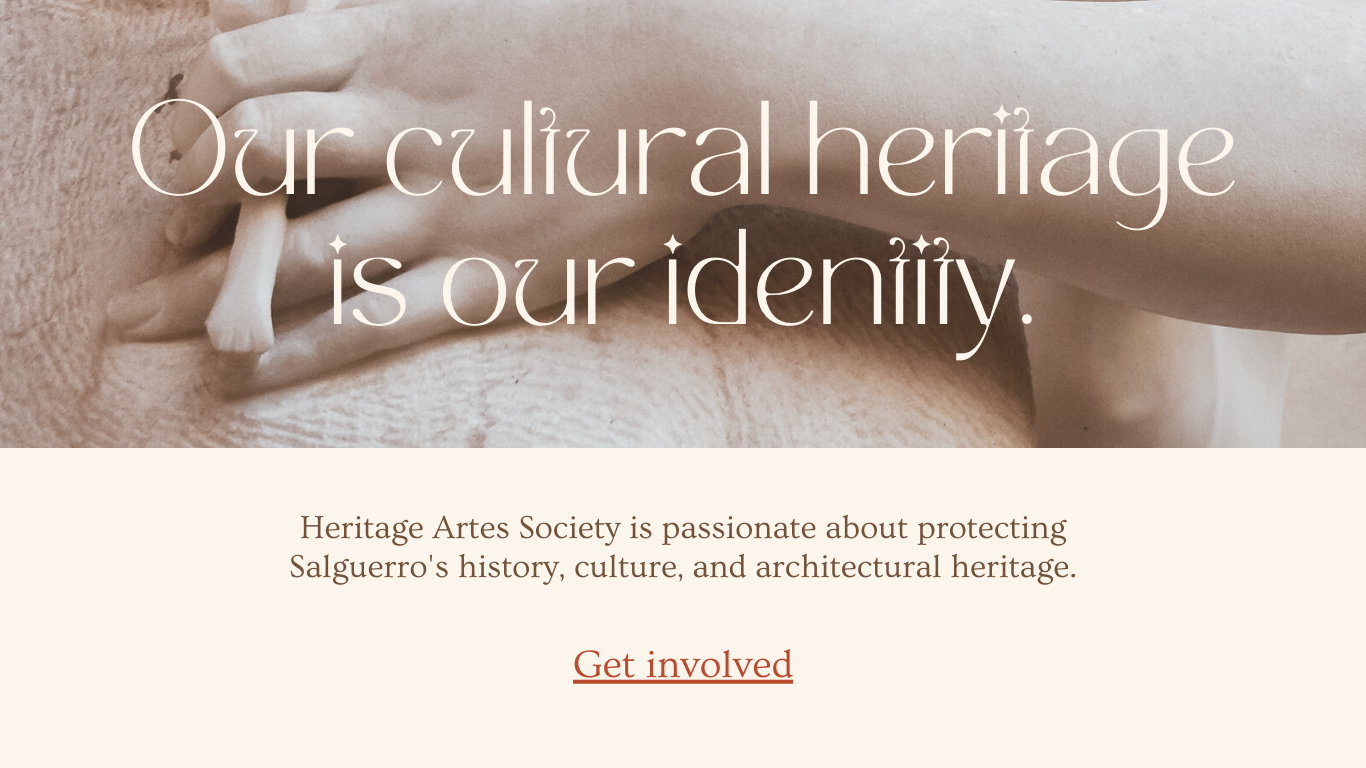 Our cultural heritage
is our identity.
Heritage Artes Society is passionate about protecting
Salguerro's history, culture, and architectural heritage.
Get involved